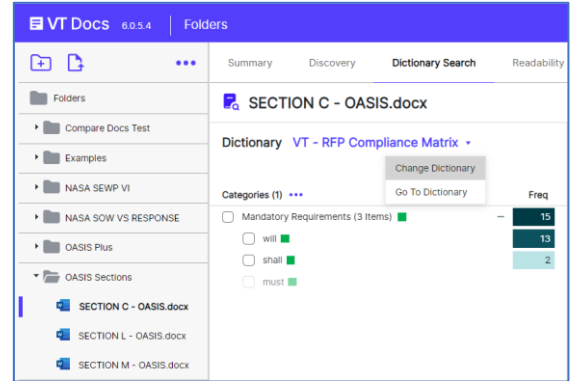 VT Docs 6.0.5.4 Folders
Summary Discovery Dictionary Search Readability
Folders
SECTION C - OASIS.docx
Compare Docs Test
Dictionary VT - RFP Compliance Matrix
Examples
Change Dictionary
NASA SEWP VI
Go To Dictionary
Categories (1) ••• Freq
NASA SOW VS RESPONSE
Mandatory Requirements (3 Items) – 15
OASIS Plus
will 13
shall 2
OASIS Sections
must
SECTION C - OASIS.docx
SECTION L - OASIS.docx
SECTION M - OASIS.docx